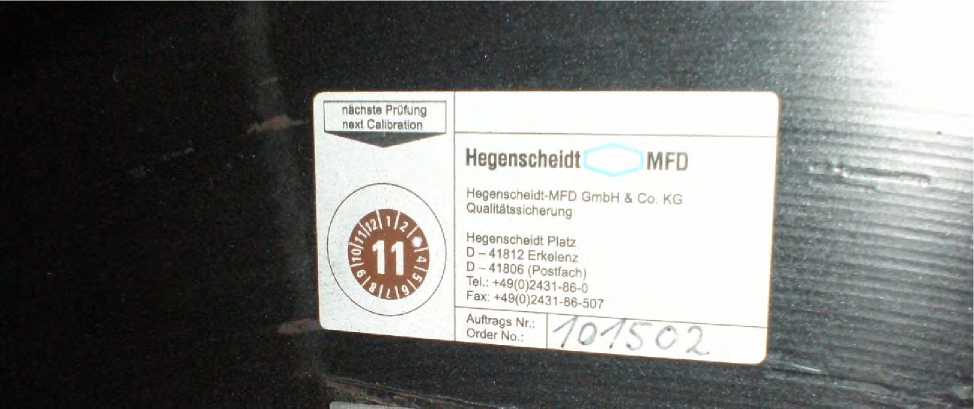 nächste Prüfung
next Calibration
Hegenscheidt MFD
Hegenscheidt-MFD GmbH & Co. KG
Qualitätssicherung
Hegenscheidt Platz
D – 41812 Erkelenz
D – 41806 (Postfach)
Tel.: +49(0)2431-86-0
Fax: +49(0)2431-86-507
Auftrags Nr.:
Order No.:
101502
11
1 2 4 5 6 7 8 9 10 11 12